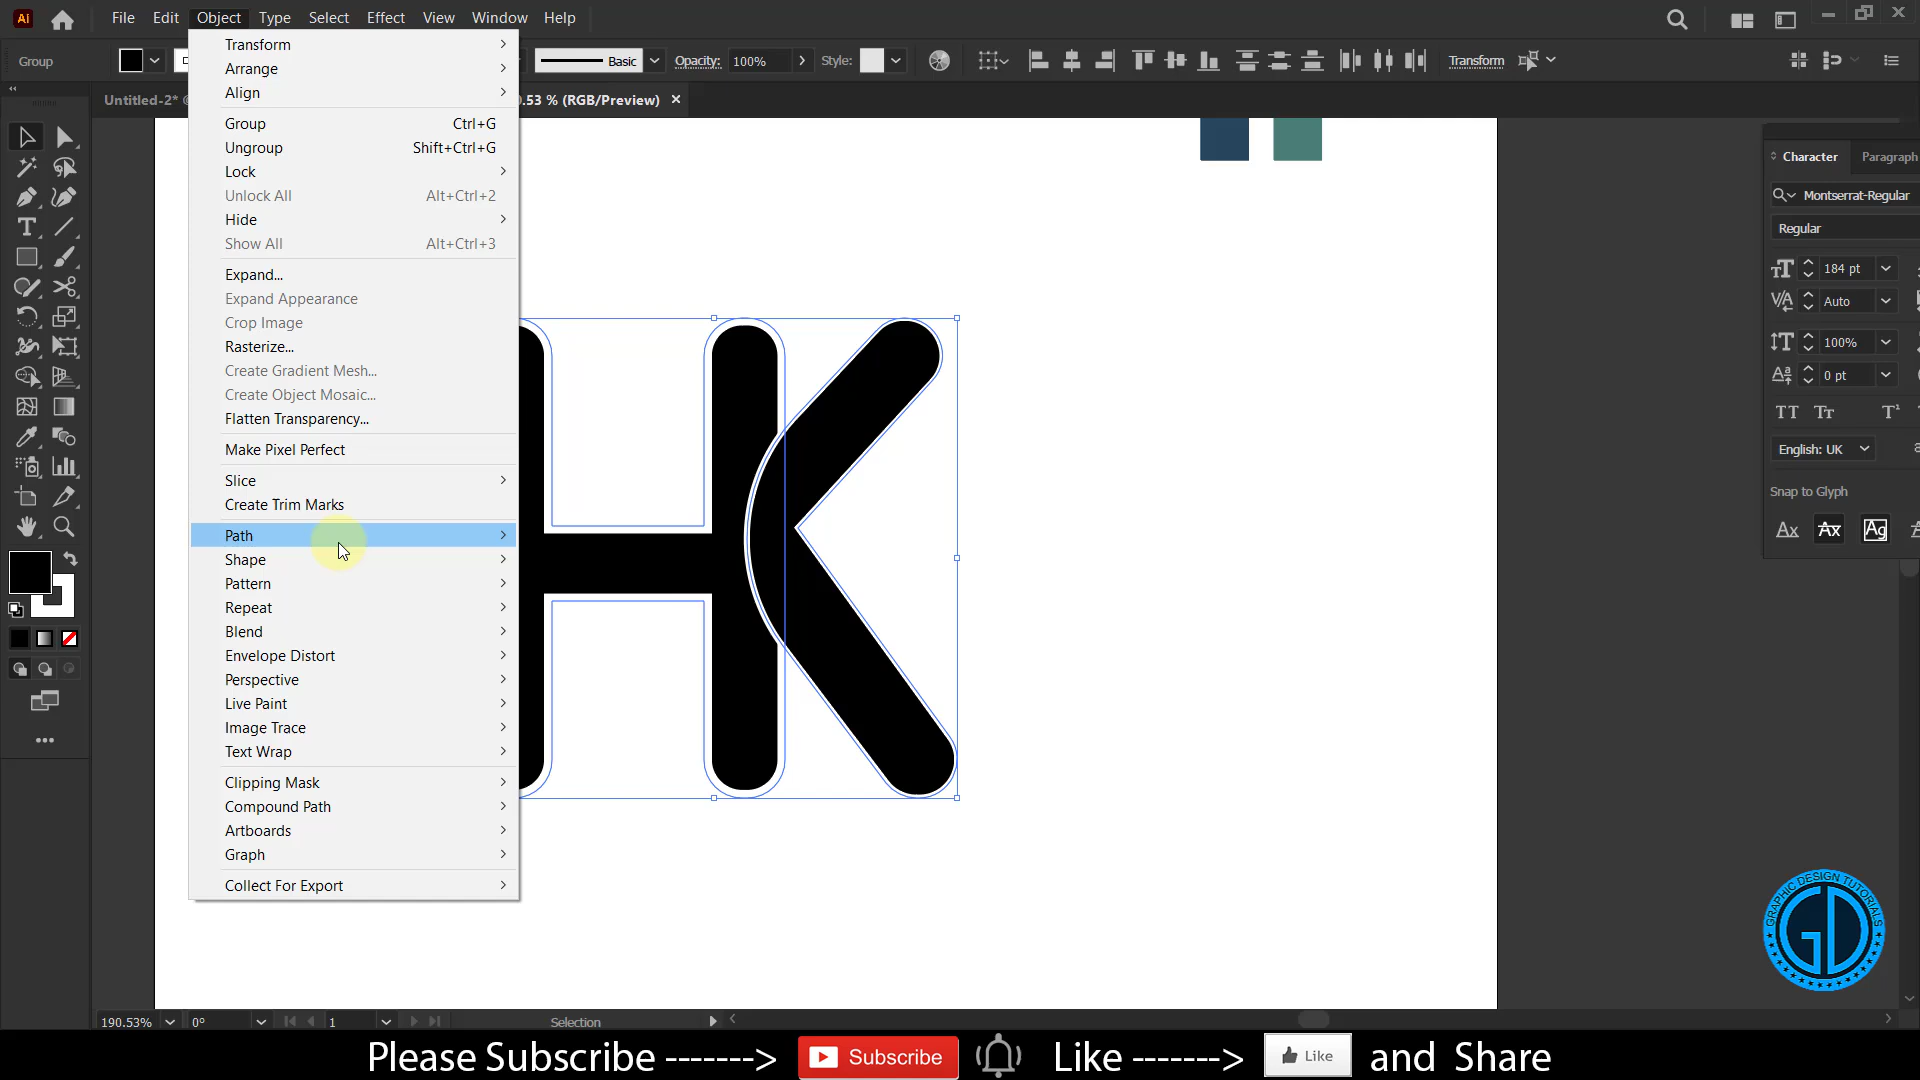 Ai File Edit Object Type Select Effect View Window Help
Group Basic Opacity: 100% Style: Transform
Untitled-2* .53 % (RGB/Preview)
Transform
Arrange
Align
Group Ctrl+G
Ungroup Shift+Ctrl+G
Lock
Unlock All Alt+Ctrl+2
Hide
Show All Alt+Ctrl+3
Expand...
Expand Appearance
Crop Image
Rasterize...
Create Gradient Mesh...
Create Object Mosaic...
Flatten Transparency...
Make Pixel Perfect
Slice
Create Trim Marks
Path
Shape
Pattern
Repeat
Blend
Envelope Distort
Perspective
Live Paint
Image Trace
Text Wrap
Clipping Mask
Compound Path
Artboards
Graph
Collect For Export
HK
Character Paragraph
Montserrat-Regular
Regular
184 pt
Auto
100%
0 pt
English: UK
Snap to Glyph
GRAPHIC DESIGN TUTORIALS
GD
190.53% 0° 1 Selection
Please Subscribe -------> Subscribe Like -------> Like and Share